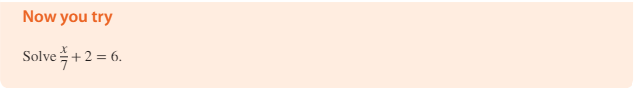 Now you try
Solve x/7 + 2 = 6.